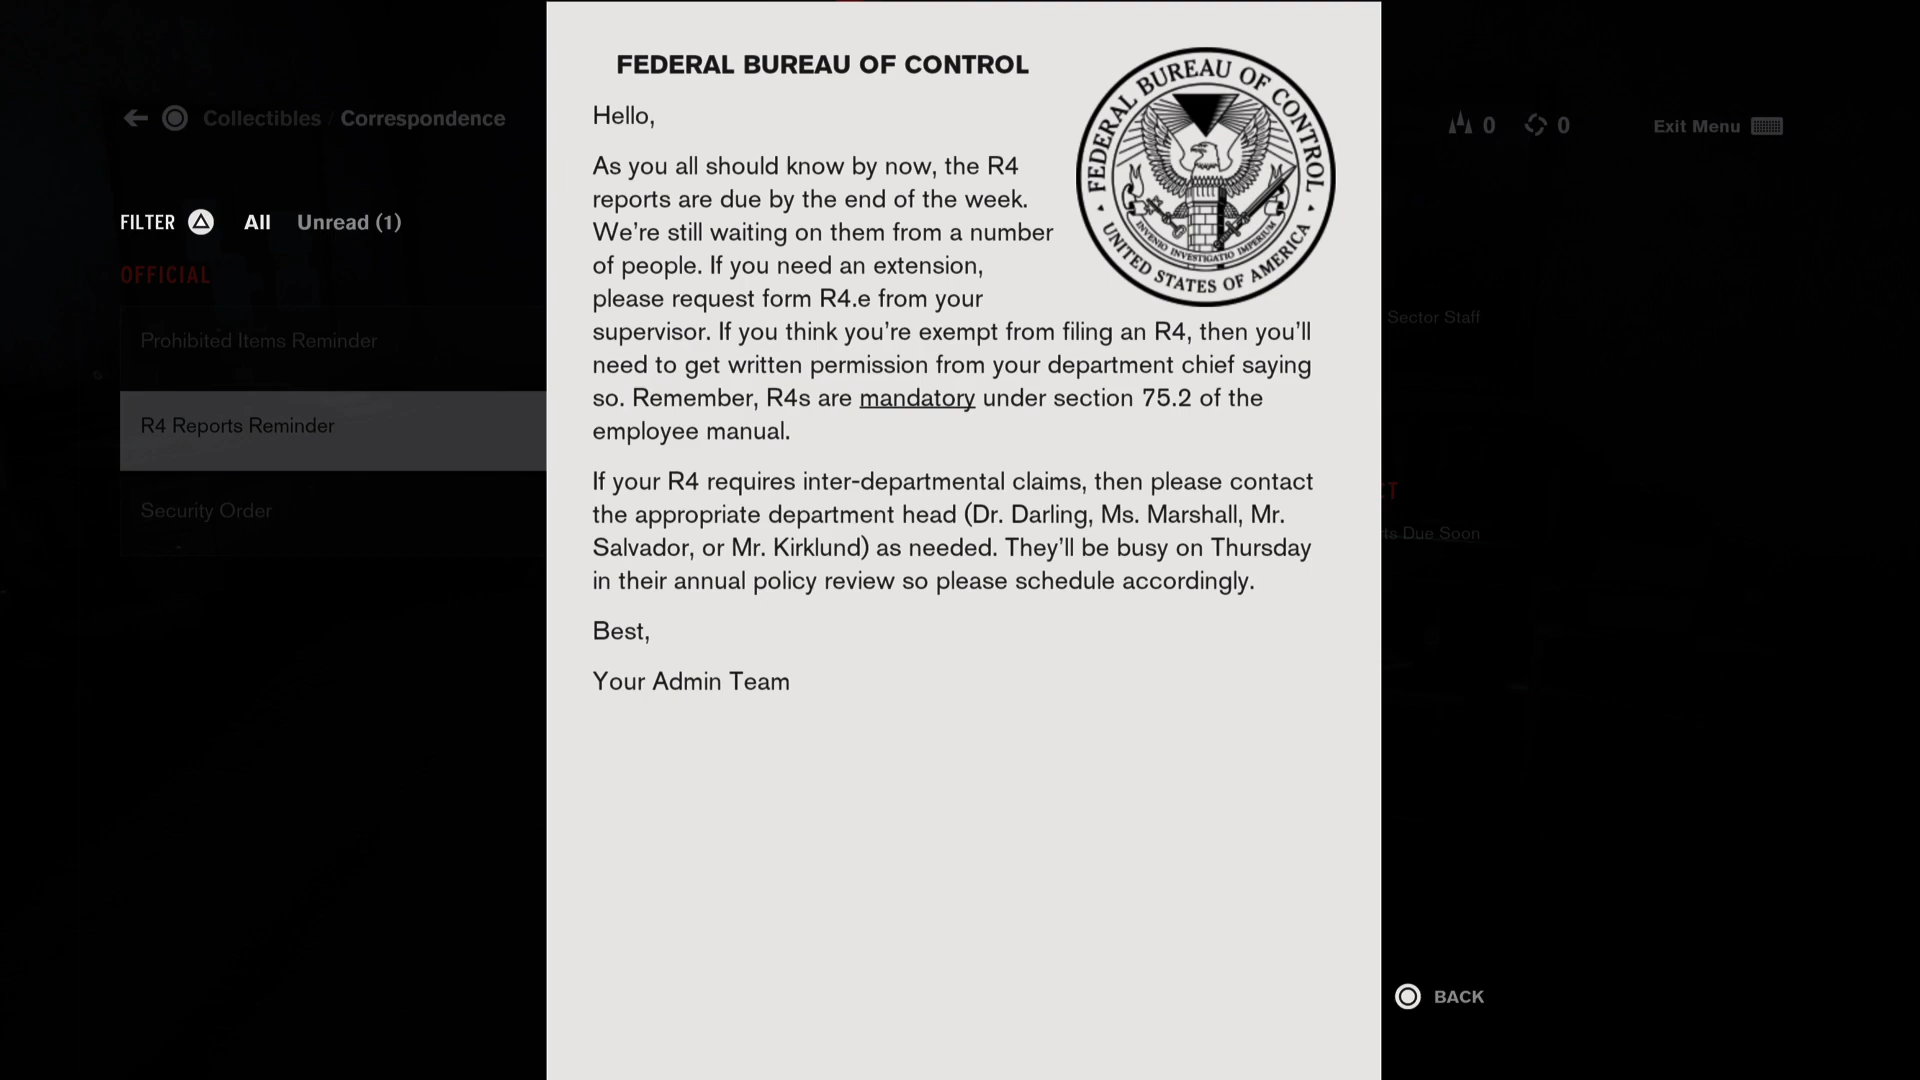 FEDERAL BUREAU OF CONTROL
FEDERAL BUREAU OF CONTROL
UNITED STATES OF AMERICA
INVENIO INVESTIGATIO IMPERIUM
Hello,
As you all should know by now, the R4
reports are due by the end of the week.
We’re still waiting on them from a number
of people. If you need an extension,
please request form R4.e from your
supervisor. If you think you’re exempt from filing an R4, then you’ll
need to get written permission from your department chief saying
so. Remember, R4s are mandatory under section 75.2 of the
employee manual.
If your R4 requires inter-departmental claims, then please contact
the appropriate department head (Dr. Darling, Ms. Marshall, Mr.
Salvador, or Mr. Kirklund) as needed. They’ll be busy on Thursday
in their annual policy review so please schedule accordingly.
Best,
Your Admin Team
Collectibles / Correspondence
FILTER All Unread (1)
OFFICIAL
Prohibited Items Reminder
R4 Reports Reminder
Security Order
0 0 Exit Menu
Sector Staff
CT
ts Due Soon
BACK